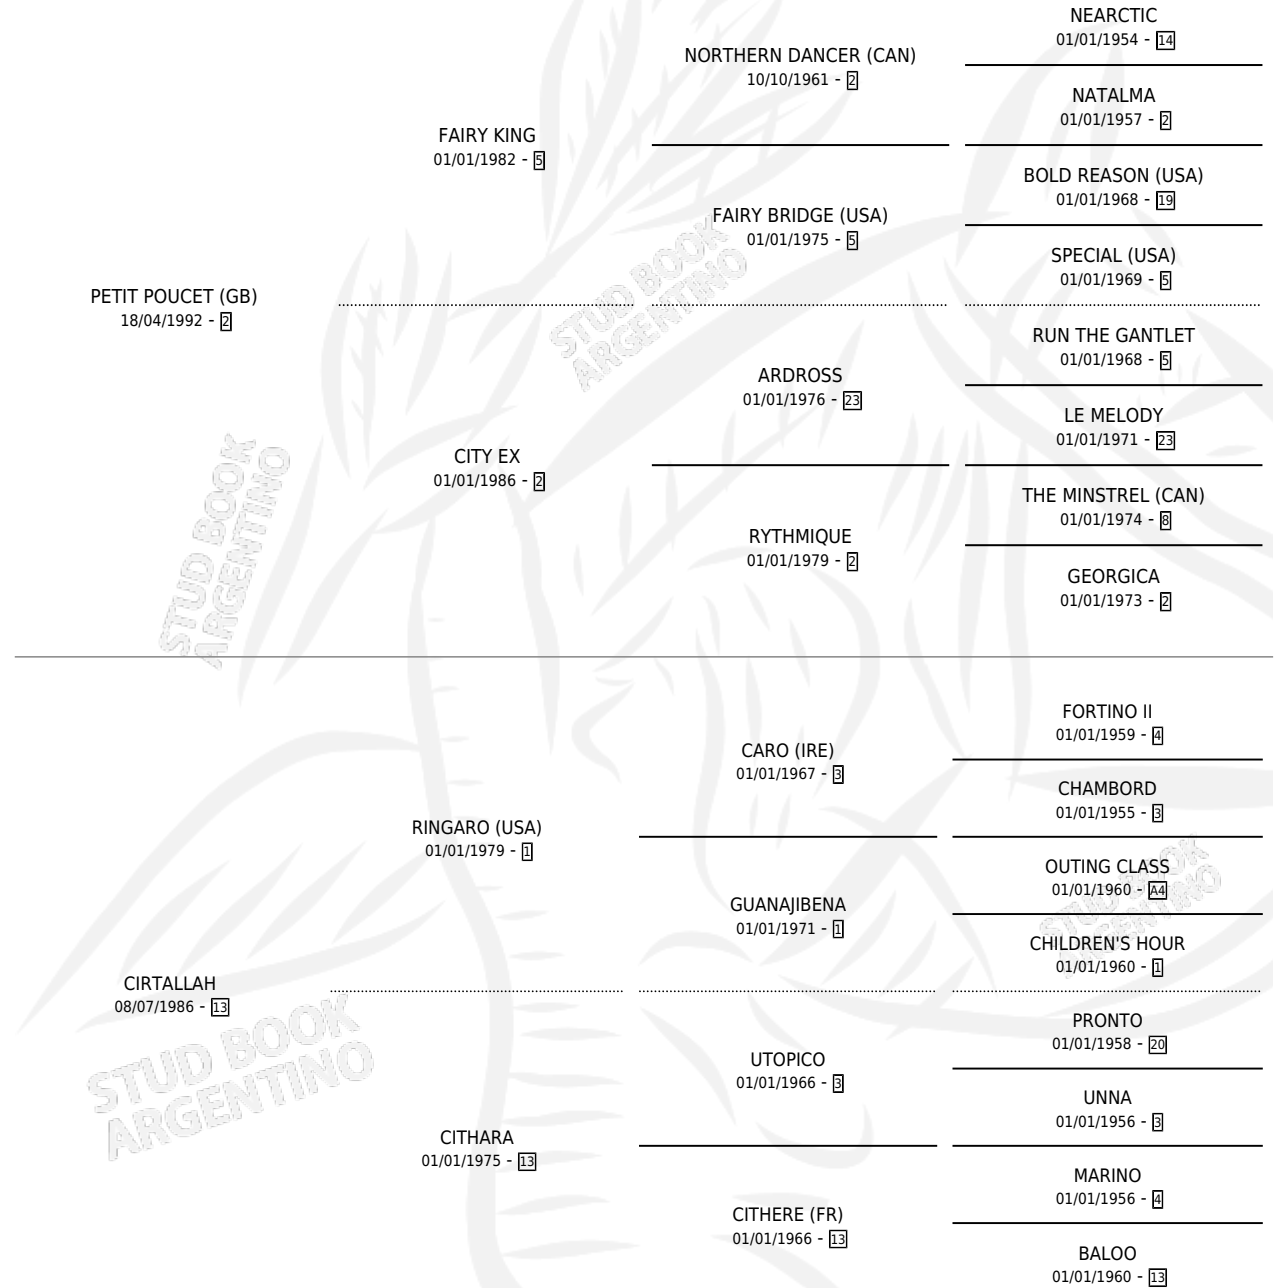 NEARCTIC
01/01/1954 - 14
NORTHERN DANCER (CAN)
10/10/1961 - 2
NATALMA
01/01/1957 - 2
FAIRY KING
01/01/1982 - 5
BOLD REASON (USA)
01/01/1968 - 19
FAIRY BRIDGE (USA)
01/01/1975 - 5
SPECIAL (USA)
01/01/1969 - 5
STUD BOOK
ARGENTINO
PETIT POUCET (GB)
18/04/1992 - 2
RUN THE GANTLET
01/01/1968 - 5
ARDROSS
01/01/1976 - 23
LE MELODY
01/01/1971 - 23
CITY EX
01/01/1986 - 2
THE MINSTREL (CAN)
01/01/1974 - 8
RYTHMIQUE
01/01/1979 - 2
GEORGICA
01/01/1973 - 2
STUD BOOK
ARGENTINO
FORTINO II
01/01/1959 - 4
CARO (IRE)
01/01/1967 - 3
CHAMBORD
01/01/1955 - 3
RINGARO (USA)
01/01/1979 - 1
OUTING CLASS
01/01/1960 - A4
GUANAJIBENA
01/01/1971 - 1
CHILDREN'S HOUR
01/01/1960 - 1
STUD BOOK
ARGENTINO
CIRTALLAH
08/07/1986 - 13
PRONTO
01/01/1958 - 20
UTOPICO
01/01/1966 - 3
UNNA
01/01/1956 - 3
CITHARA
01/01/1975 - 13
MARINO
01/01/1956 - 4
CITHERE (FR)
01/01/1966 - 13
BALOO
01/01/1960 - 13
STUD BOOK
ARGENTINO